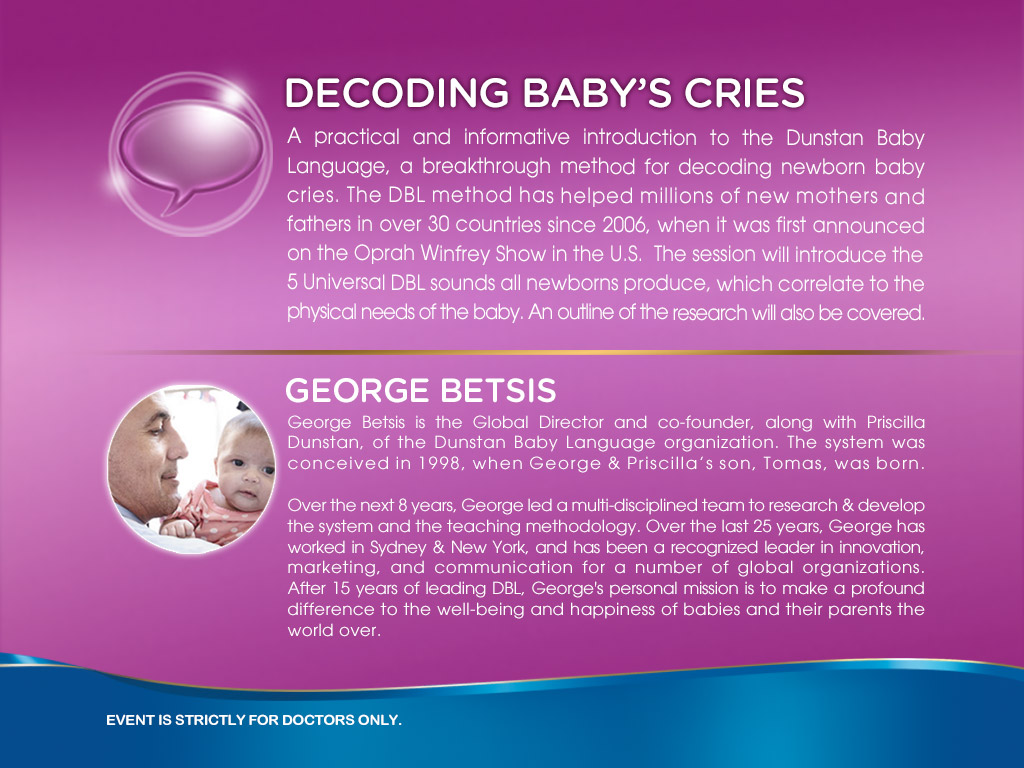 DECODING BABY'S CRIES
A practical and informative introduction to the Dunstan Baby
Language, a breakthrough method for decoding newborn baby
cries. The DBL method has helped millions of new mothers and
fathers in over 30 countries since 2006, when it was first announced
on the Oprah Winfrey Show in the U.S. The session will introduce the
5 Universal DBL sounds all newborns produce, which correlate to the
physical needs of the baby. An outline of the research will also be covered.
GEORGE BETSIS
George Betsis is the Global Director and co-founder, along with Priscilla
Dunstan, of the Dunstan Baby Language organization. The system was
conceived in 1998, when George & Priscilla's son, Tomas, was born.
Over the next 8 years, George led a multi-disciplined team to research & develop
the system and the teaching methodology. Over the last 25 years, George has
worked in Sydney & New York, and has been a recognized leader in innovation,
marketing, and communication for a number of global organizations.
After 15 years of leading DBL, George's personal mission is to make a profound
difference to the well-being and happiness of babies and their parents the
world over.
EVENT IS STRICTLY FOR DOCTORS ONLY.